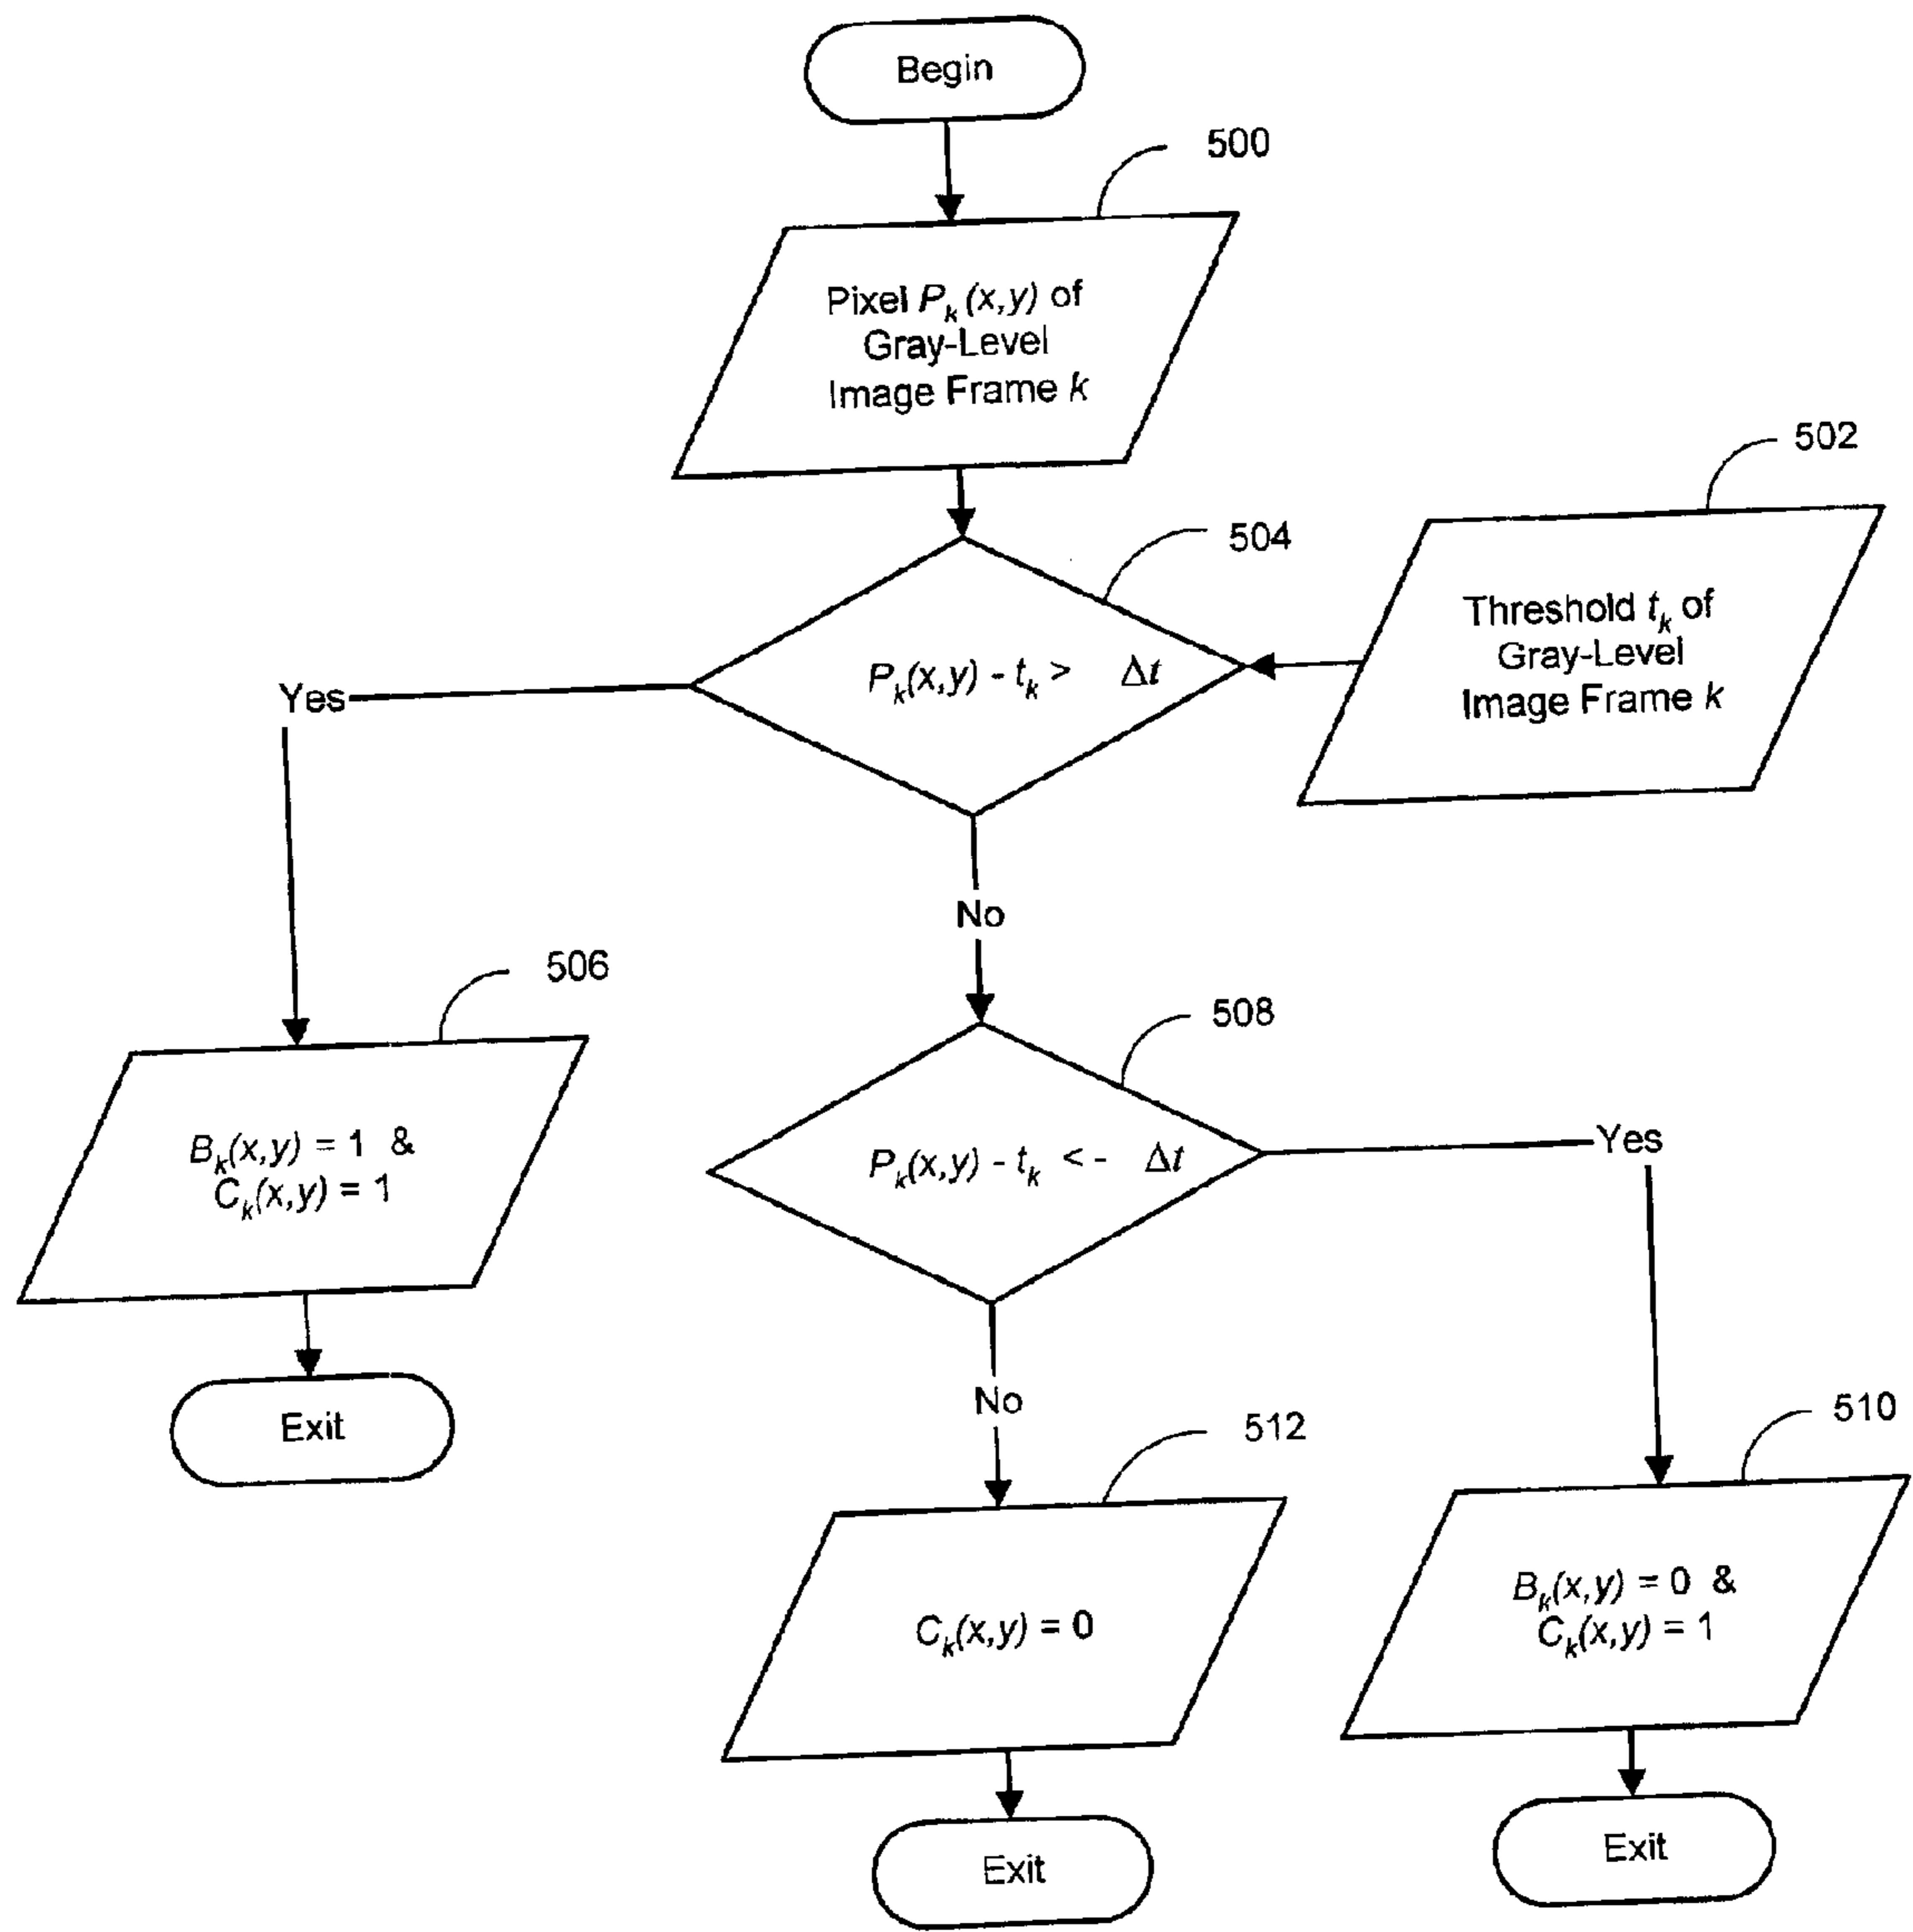 Begin
500
Pixel P_k(x,y) of
Gray-Level
Image Frame k
502
504
Threshold t_k of
Gray-Level
Image Frame k
P_k(x,y) - t_k > Δt
Yes
No
506
508
B_k(x,y) = 1 &
C_k(x,y) = 1
P_k(x,y) - t_k < - Δt
Yes
Exit
No
512
510
C_k(x,y) = 0
B_k(x,y) = 0 &
C_k(x,y) = 1
Exit
Exit